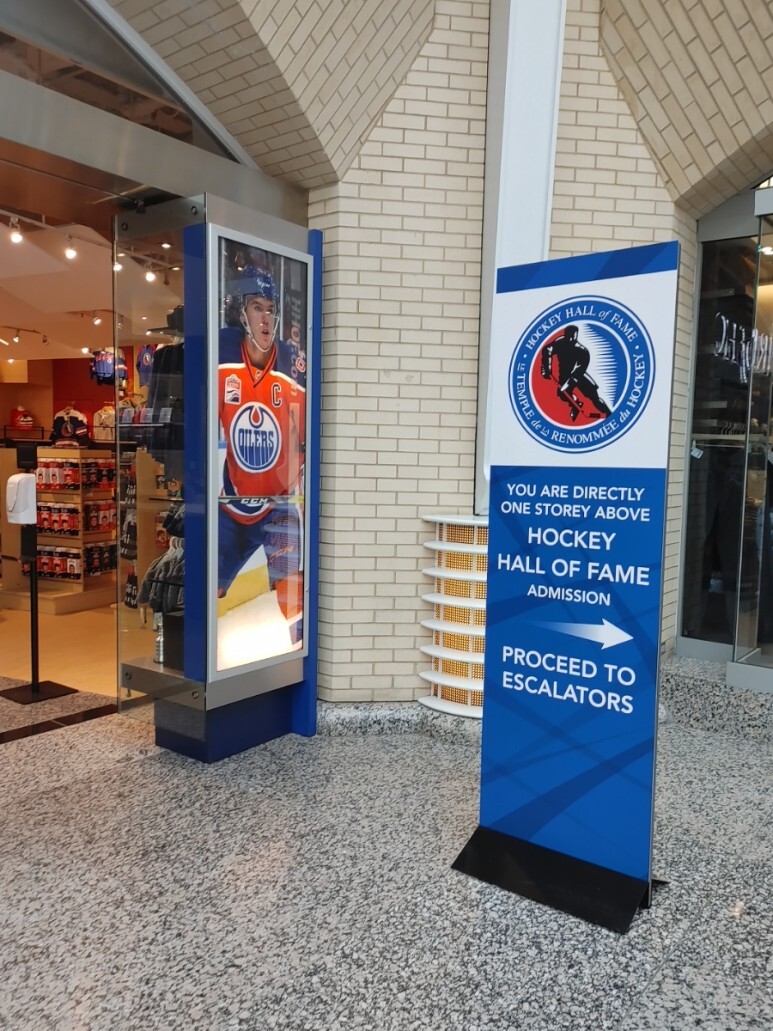 HOCKEY HALL of FAME
LE TEMPLE de la RENOMMÉE du HOCKEY
YOU ARE DIRECTLY
ONE STOREY ABOVE
HOCKEY
HALL OF FAME
ADMISSION
PROCEED TO
ESCALATORS
C
OILERS
CCM